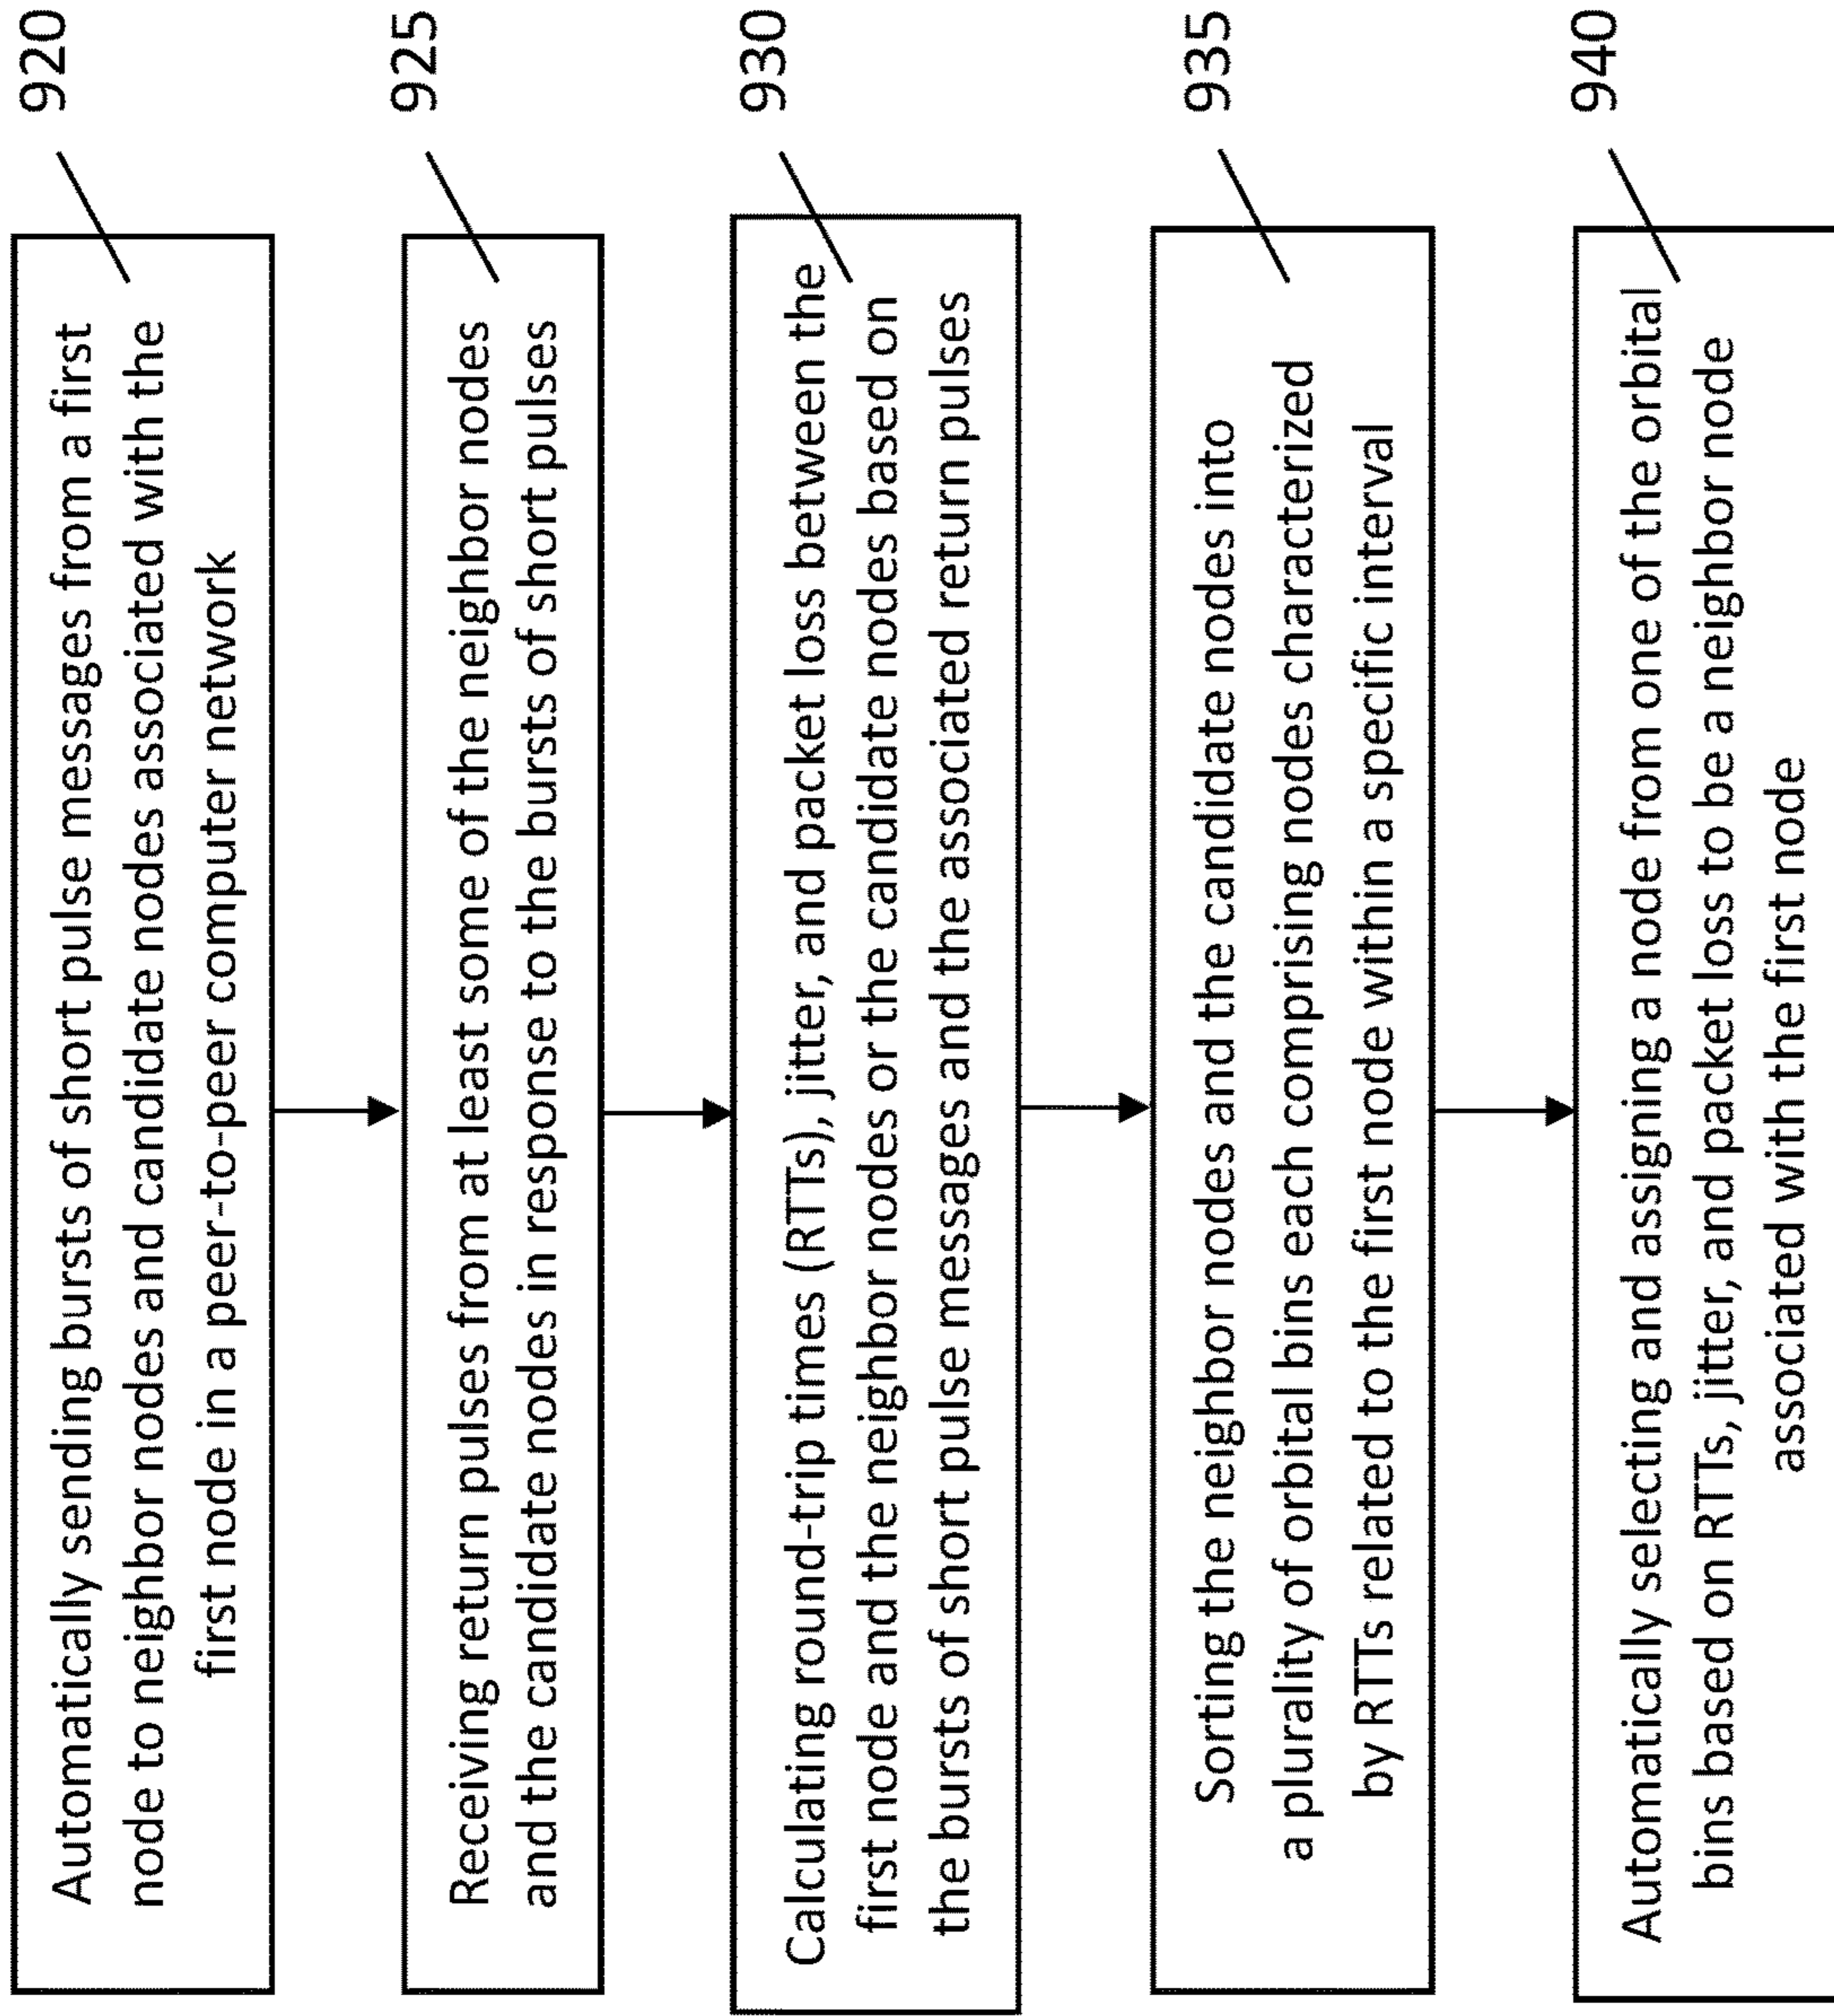 Automatically sending bursts of short pulse messages from a first
node to neighbor nodes and candidate nodes associated with the
first node in a peer-to-peer computer network
920
Receiving return pulses from at least some of the neighbor nodes
and the candidate nodes in response to the bursts of short pulses
925
Calculating round-trip times (RTTs), jitter, and packet loss between the
first node and the neighbor nodes or the candidate nodes based on
the bursts of short pulse messages and the associated return pulses
930
Sorting the neighbor nodes and the candidate nodes into
a plurality of orbital bins each comprising nodes characterized
by RTTs related to the first node within a specific interval
935
Automatically selecting and assigning a node from one of the orbital
bins based on RTTs, jitter, and packet loss to be a neighbor node
associated with the first node
940